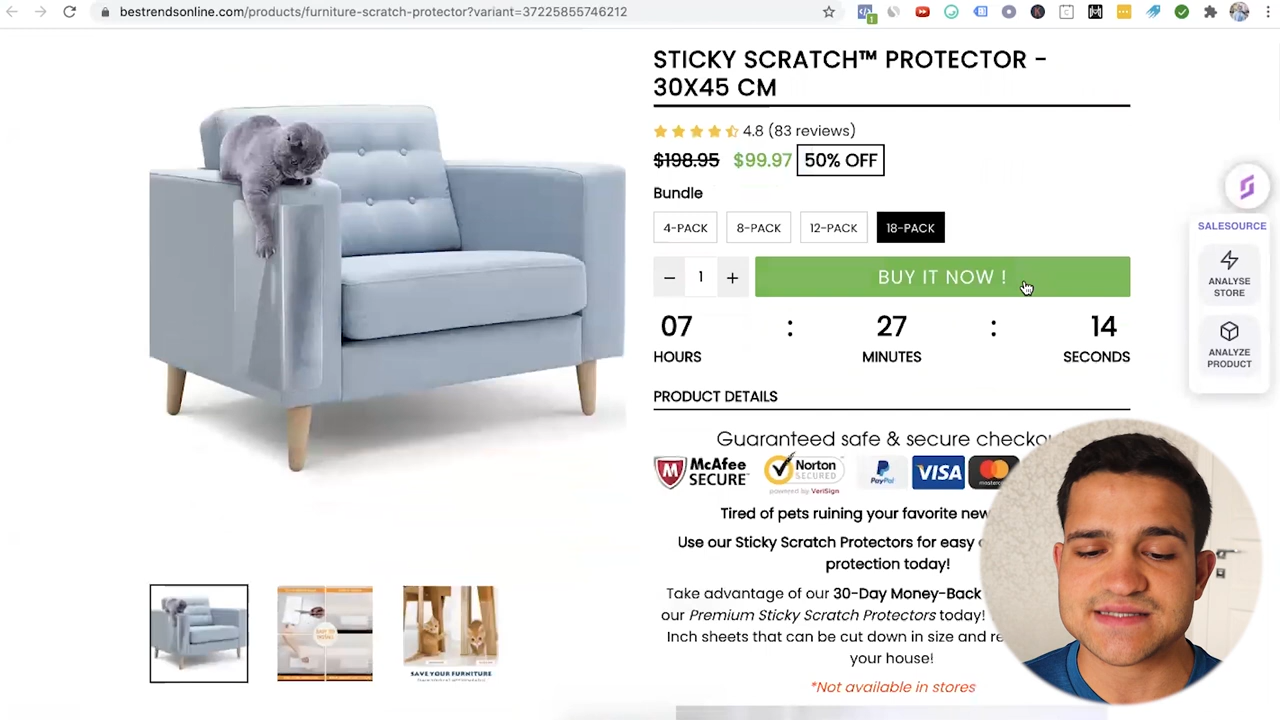 bestrendsonline.com/products/furniture-scratch-protector?variant=37225855746212
1
STICKY SCRATCH™ PROTECTOR -
30X45 CM
4.8 (83 reviews)
$198.95 $99.97 50% OFF
Bundle
4-PACK 8-PACK 12-PACK 18-PACK
− 1 + BUY IT NOW !
07 : 27 : 14
HOURS MINUTES SECONDS
PRODUCT DETAILS
Guaranteed safe & secure
McAfee
SECURE
Norton
SECURED
powered by VeriSign
PayPal
VISA
Tired of pets ruining your favorite
Use our Sticky Scratch Protectors for easy
protection today!
Take advantage of our 30-Day Money-Back
our Premium Sticky Scratch Protectors today!
Inch sheets that can be cut down in size and
your house!
*Not available in stores
SALESOURCE
ANALYSE
STORE
ANALYZE
PRODUCT
SAVE YOUR FURNITURE